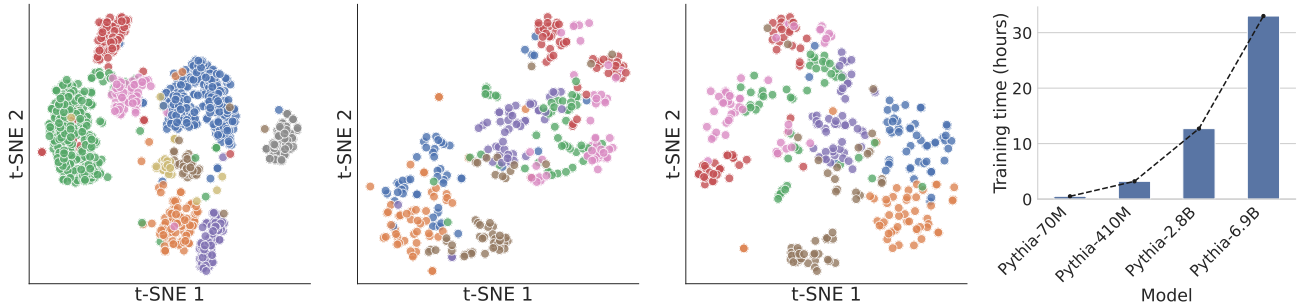 t-SNE 2
t-SNE 1
t-SNE 2
t-SNE 1
t-SNE 2
t-SNE 1
Training time (hours)
30
20
10
0
Pythia-70M
Pythia-410M
Pythia-2.8B
Pythia-6.9B
Model